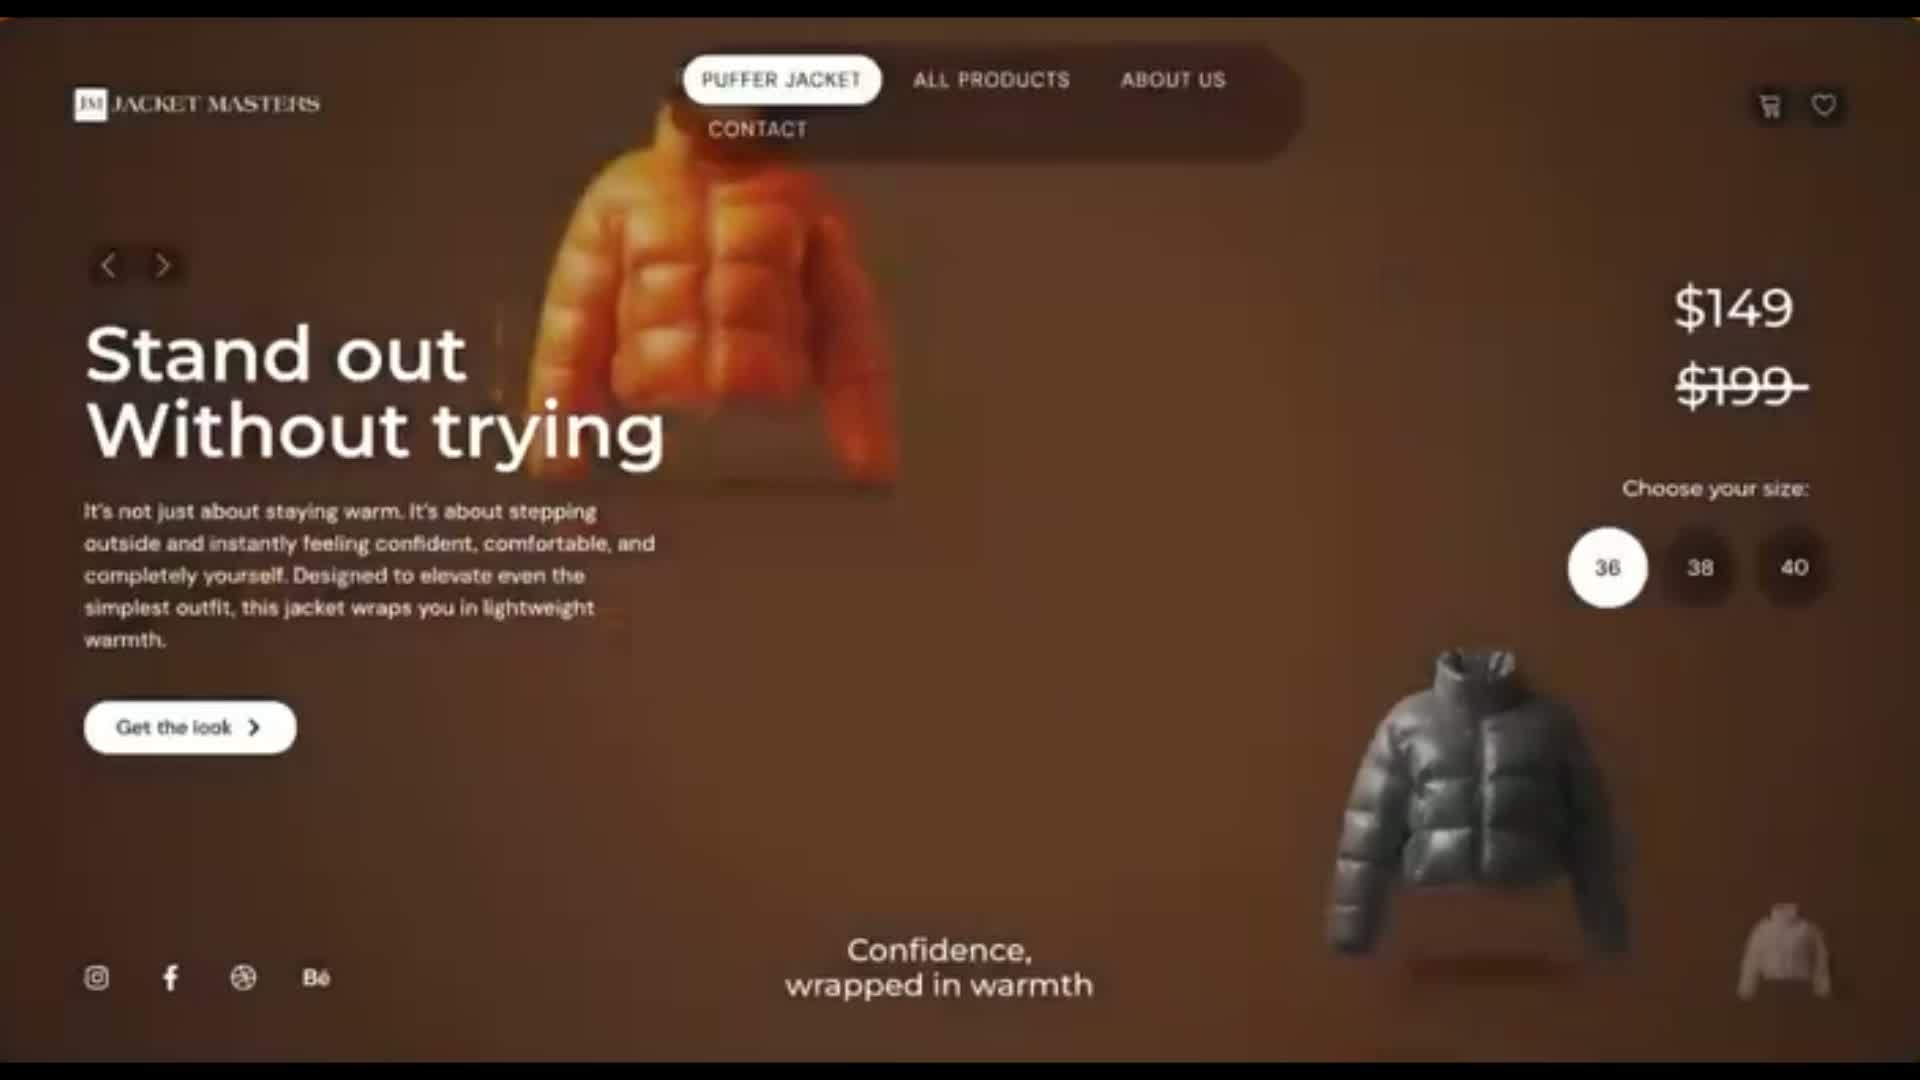 JM JACKET MASTERS
PUFFER JACKET ALL PRODUCTS ABOUT US
CONTACT
Stand out
Without trying
It's not just about staying warm. It's about stepping
outside and instantly feeling confident, comfortable, and
completely yourself. Designed to elevate even the
simplest outfit, this jacket wraps you in lightweight
warmth.
Get the look
$149
$199
Choose your size:
36 38 40
Confidence,
wrapped in warmth
Bē